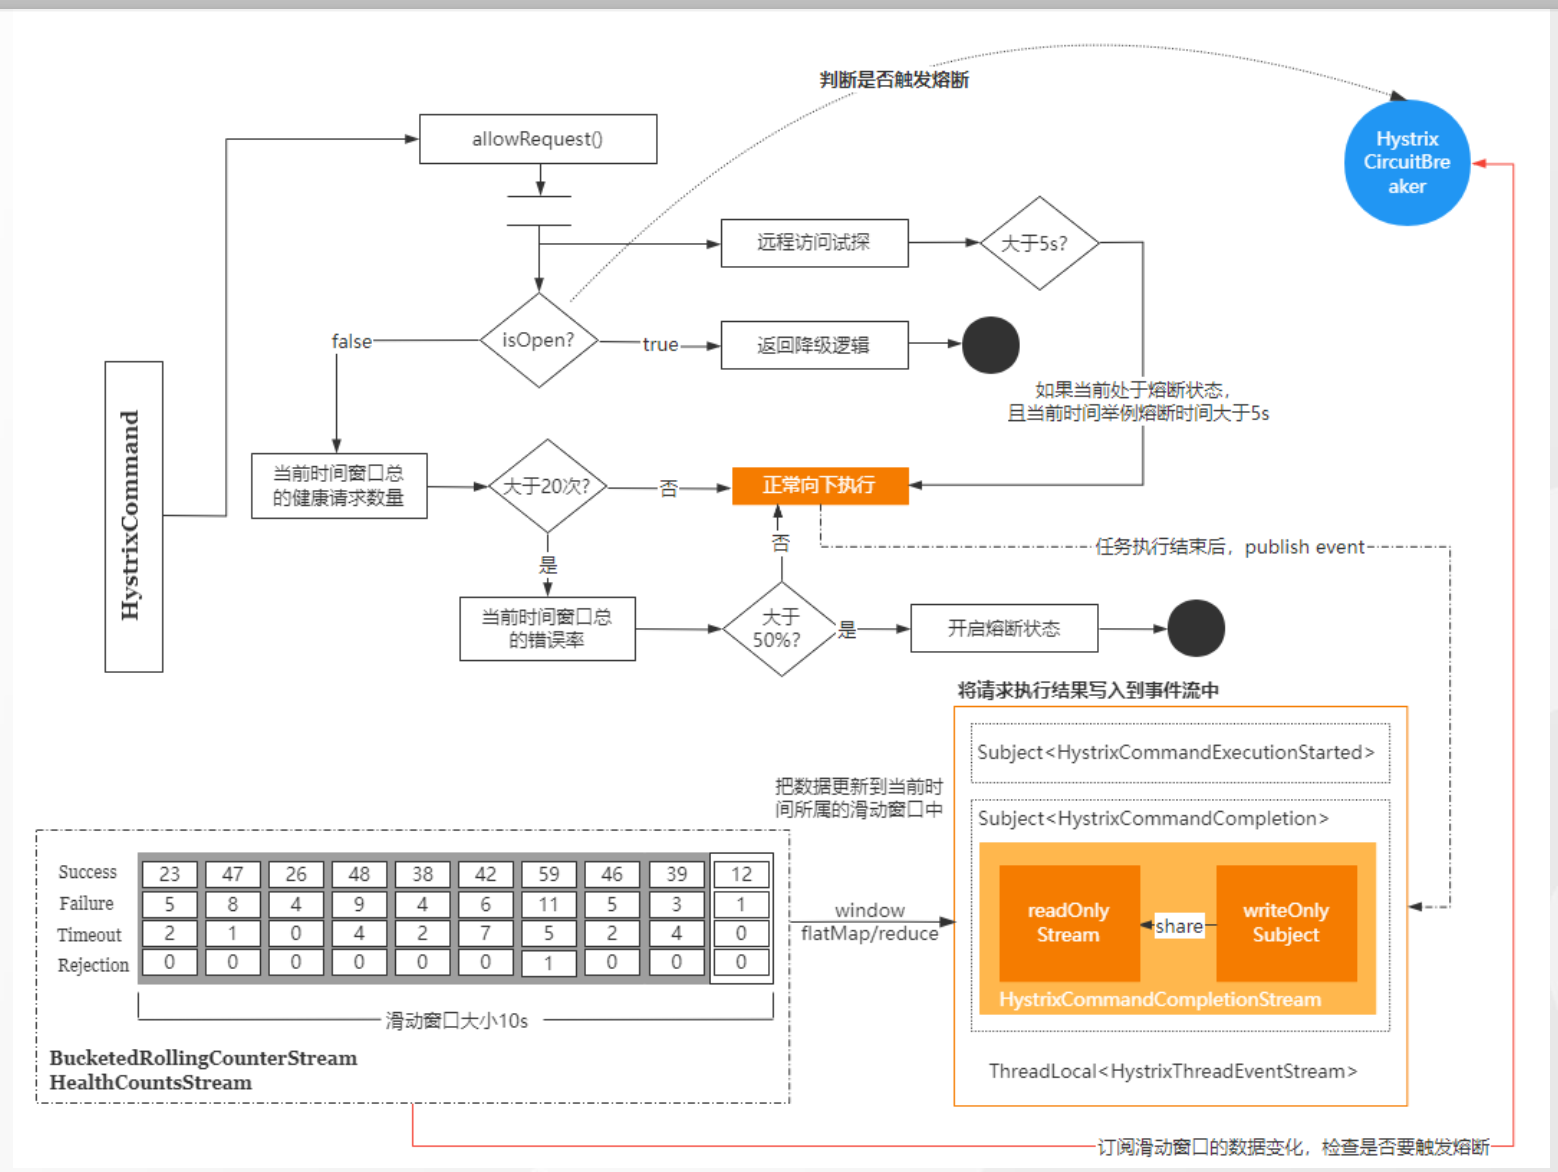 判断是否触发熔断
allowRequest()
Hystrix
CircuitBre
aker
远程访问试探
大于5s?
isOpen?
false
true
返回降级逻辑
如果当前处于熔断状态，
且当前时间举例熔断时间大于5s
HystrixCommand
当前时间窗口总
的健康请求数量
大于20次?
否
正常向下执行
否
任务执行结束后，publish event
是
当前时间窗口总
的错误率
大于
50%?
是
开启熔断状态
将请求执行结果写入到事件流中
Subject<HystrixCommandExecutionStarted>
把数据更新到当前时
间所属的滑动窗口中
Subject<HystrixCommandCompletion>
Success 23 47 26 48 38 42 59 46 39 12
Failure 5 8 4 9 4 6 11 5 3 1
Timeout 2 1 0 4 2 7 5 2 4 0
Rejection 0 0 0 0 0 0 1 0 0 0
window
flatMap/reduce
readOnly
Stream
share
writeOnly
Subject
HystrixCommandCompletionStream
滑动窗口大小10s
BucketedRollingCounterStream
HealthCountsStream
ThreadLocal<HystrixThreadEventStream>
订阅滑动窗口的数据变化，检查是否要触发熔断